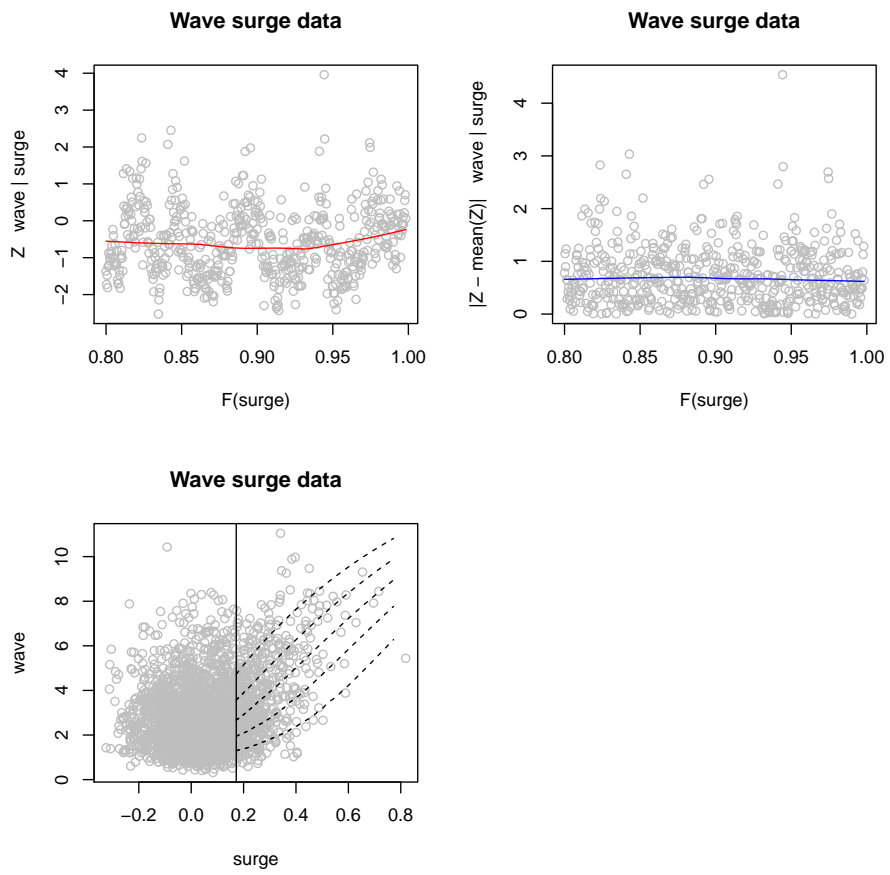 Wave surge data
Z   wave | surge
4
3
2
1
0
−1
−2
0.80 0.85 0.90 0.95 1.00
F(surge)
Wave surge data
|Z − mean(Z)|   wave | surge
4
3
2
1
0
0.80 0.85 0.90 0.95 1.00
F(surge)
Wave surge data
wave
10
8
6
4
2
0
−0.2 0.0 0.2 0.4 0.6 0.8
surge